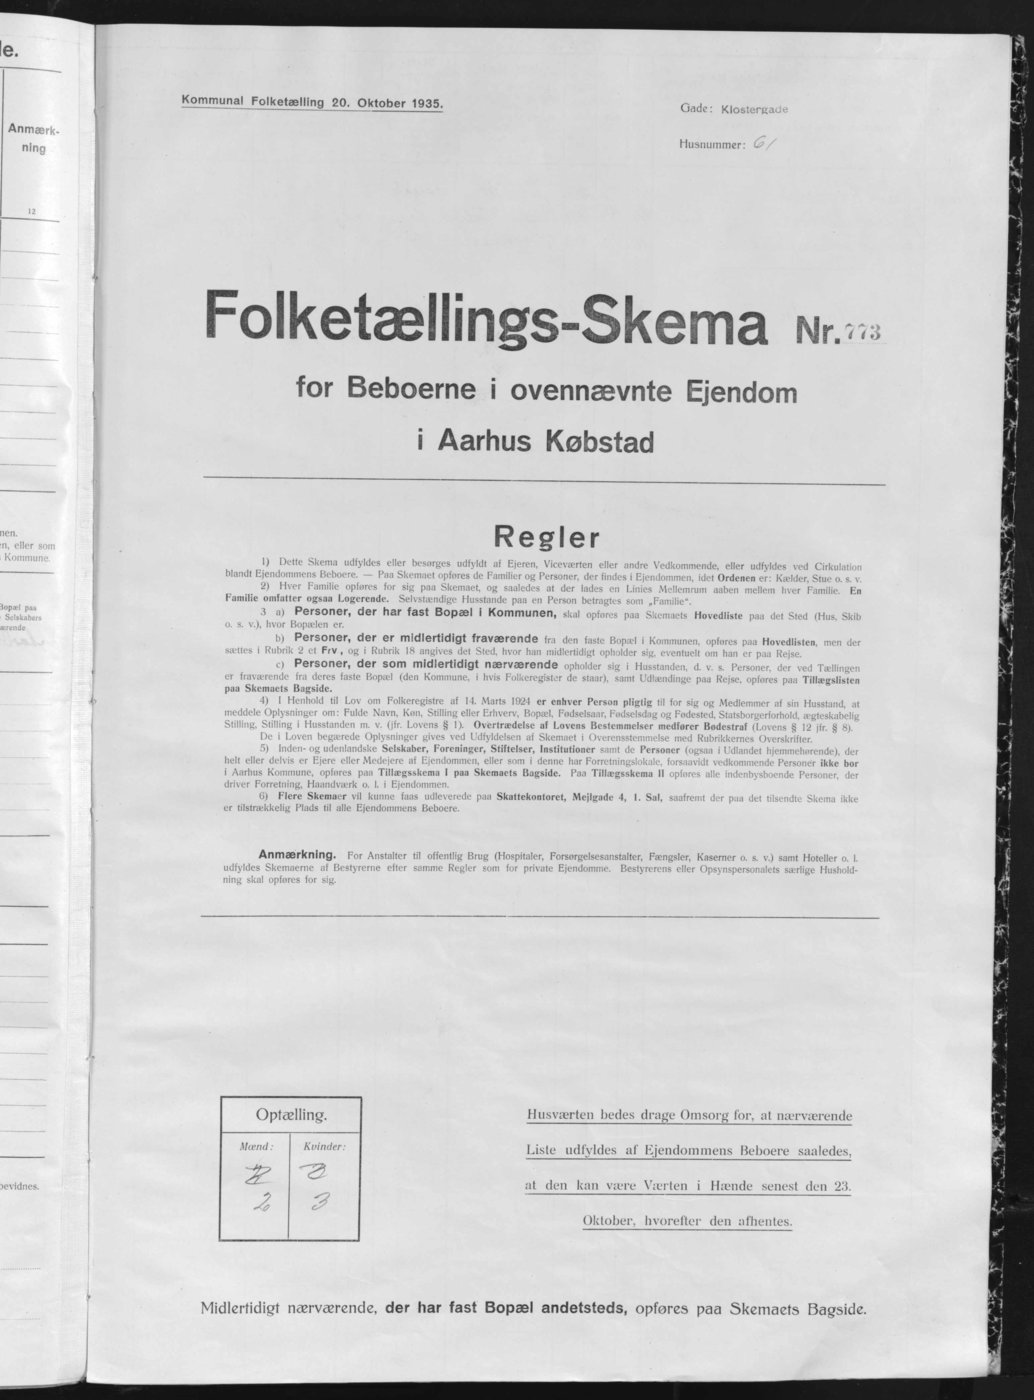 le.
Anmærk-
ning
12
nen.
en, eller som
Kommune.
Bopæl paa
Selskabers
ærende
bevidnes.
Kommunal Folketælling 20. Oktober 1935.
Gade: Klostergade
Husnummer: 61
Folketællings-Skema Nr. 773
for Beboerne i ovennævnte Ejendom
i Aarhus Købstad
Regler
1) Dette Skema udfyldes eller besørges udfyldt af Ejeren, Viceværten eller andre Vedkommende, eller udfyldes ved Cirkulation
blandt Ejendommens Beboere. — Paa Skemaet opføres de Familier og Personer, der findes i Ejendommen, idet Ordenen er: Kælder, Stue o. s. v.
2) Hver Familie opføres for sig paa Skemaet, og saaledes at der lades en Linies Mellemrum aaben mellem hver Familie. En
Familie omfatter ogsaa Logerende. Selvstændige Husstande paa en Person betragtes som „Familie“.
3 a) Personer, der har fast Bopæl i Kommunen, skal opføres paa Skemaets Hovedliste paa det Sted (Hus, Skib
o. s. v.), hvor Bopælen er.
b) Personer, der er midlertidigt fraværende fra den faste Bopæl i Kommunen, opføres paa Hovedlisten, men der
sættes i Rubrik 2 et Frv , og i Rubrik 18 angives det Sted, hvor han midlertidigt opholder sig, eventuelt om han er paa Rejse.
c) Personer, der som midlertidigt nærværende opholder sig i Husstanden, d. v. s. Personer, der ved Tællingen
er fraværende fra deres faste Bopæl (den Kommune, i hvis Folkeregister de staar), samt Udlændinge paa Rejse, opføres paa Tillægslisten
paa Skemaets Bagside.
4) I Henhold til Lov om Folkeregistre af 14. Marts 1924 er enhver Person pligtig til for sig og Medlemmer af sin Husstand, at
meddele Oplysninger om: Fulde Navn, Køn, Stilling eller Erhverv, Bopæl, Fødselsaar, Fødselsdag og Fødested, Statsborgerforhold, ægteskabelig
Stilling, Stilling i Husstanden m. v. (jfr. Lovens § 1). Overtrædelse af Lovens Bestemmelser medfører Bødestraf (Lovens § 12 jfr. § 8).
De i Loven begærede Oplysninger gives ved Udfyldelsen af Skemaet i Overensstemmelse med Rubrikkernes Overskrifter.
5) Inden- og udenlandske Selskaber, Foreninger, Stiftelser, Institutioner samt de Personer (ogsaa i Udlandet hjemmehørende), der
helt eller delvis er Ejere eller Medejere af Ejendommen, eller som i denne har Forretningslokale, forsaavidt vedkommende Personer ikke bor
i Aarhus Kommune, opføres paa Tillægsskema I paa Skemaets Bagside. Paa Tillægsskema II opføres alle indenbysboende Personer, der
driver Forretning, Haandværk o. l. i Ejendommen.
6) Flere Skemaer vil kunne faas udleverede paa Skattekontoret, Mejlgade 4, 1. Sal, saafremt der paa det tilsendte Skema ikke
er tilstrækkelig Plads til alle Ejendommens Beboere.
Anmærkning. For Anstalter til offentlig Brug (Hospitaler, Forsørgelsesanstalter, Fængsler, Kaserner o. s. v.) samt Hoteller o. l.
udfyldes Skemaerne af Bestyrerne efter samme Regler som for private Ejendomme. Bestyrerens eller Opsynspersonalets særlige Hushold-
ning skal opføres for sig.
Optælling.
Mænd: Kvinder:
2 3
Husværten bedes drage Omsorg for, at nærværende
Liste udfyldes af Ejendommens Beboere saaledes,
at den kan være Værten i Hænde senest den 23.
Oktober, hvorefter den afhentes.
Midlertidigt nærværende, der har fast Bopæl andetsteds, opføres paa Skemaets Bagside.